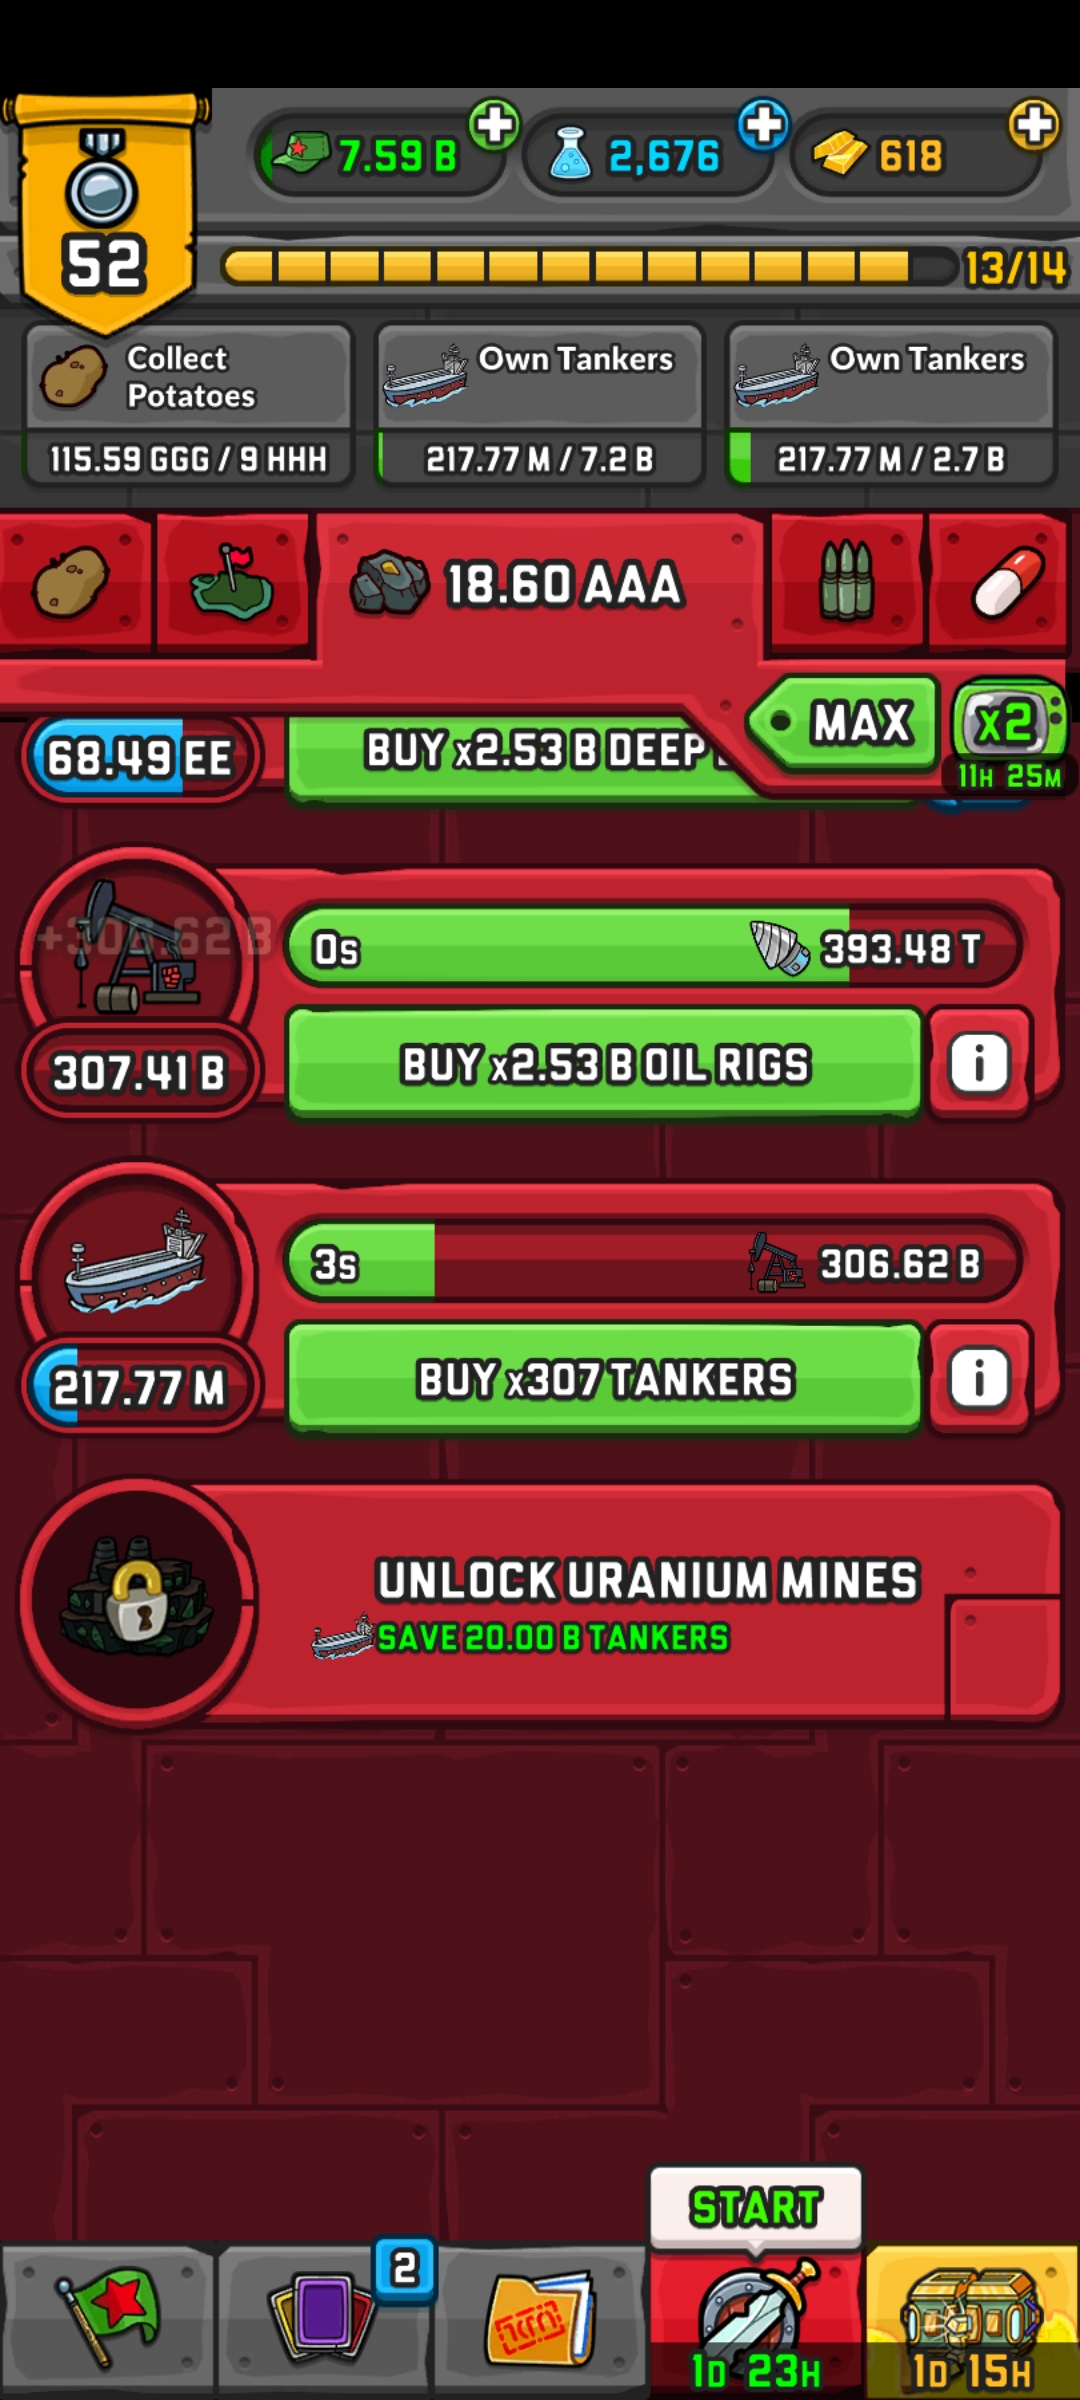 52
7.59 B
2,676
618
13/14
Collect
Potatoes
115.59 GGG / 9 HHH
Own Tankers
217.77 M / 7.2 B
Own Tankers
217.77 M / 2.7 B
18.60 AAA
MAX
x2
11H 25M
68.49 EE
BUY x2.53 B DEEP
+306.62 B
0s
393.48 T
307.41 B
BUY x2.53 B OIL RIGS
i
3s
306.62 B
217.77 M
BUY x307 TANKERS
i
UNLOCK URANIUM MINES
SAVE 20.00 B TANKERS
START
2
1D 23H
1D 15H